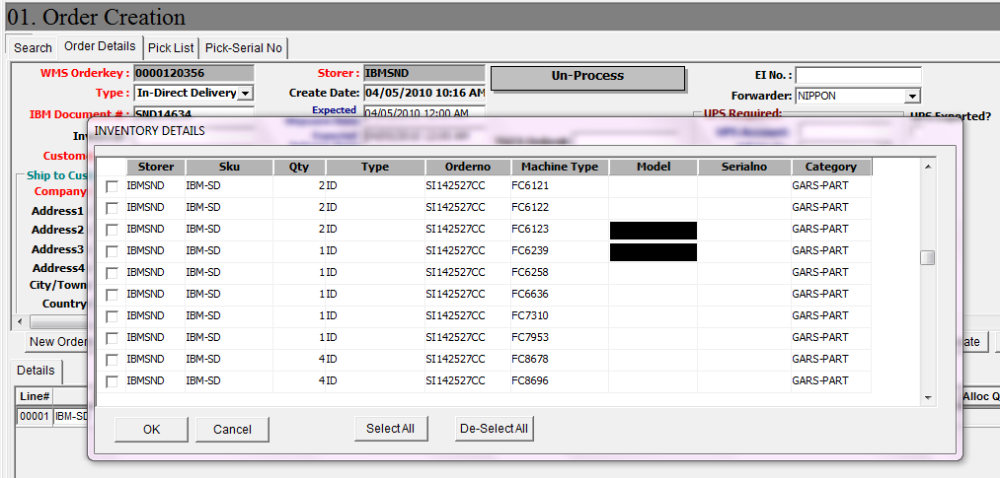 01. Order Creation
Search Order Details Pick List Pick-Serial No
WMS Orderkey : 0000120356 Storer : IBMSND Un-Process EI No. :
Type : In-Direct Delivery Create Date: 04/05/2010 10:16 AM Forwarder: NIPPON
IBM Document # : SND14634 Expected 04/05/2010 12:00 AM UPS Required: UPS Exported?
INVENTORY DETAILS
Storer Sku Qty Type Orderno Machine Type Model Serialno Category
IBMSND IBM-SD 2 ID SI142527CC FC6121 GARS-PART
IBMSND IBM-SD 2 ID SI142527CC FC6122 GARS-PART
IBMSND IBM-SD 2 ID SI142527CC FC6123 GARS-PART
IBMSND IBM-SD 1 ID SI142527CC FC6239 GARS-PART
IBMSND IBM-SD 1 ID SI142527CC FC6258 GARS-PART
IBMSND IBM-SD 1 ID SI142527CC FC6636 GARS-PART
IBMSND IBM-SD 1 ID SI142527CC FC7310 GARS-PART
IBMSND IBM-SD 1 ID SI142527CC FC7953 GARS-PART
IBMSND IBM-SD 4 ID SI142527CC FC8678 GARS-PART
IBMSND IBM-SD 4 ID SI142527CC FC8696 GARS-PART
OK Cancel Select All De-Select All
Custome
Ship to Cus
Company
Address1
Address2
Address3
Address4
City/Town
Country
New Order
ate
Details
Line# Alloc Q
00001 IBM-SD